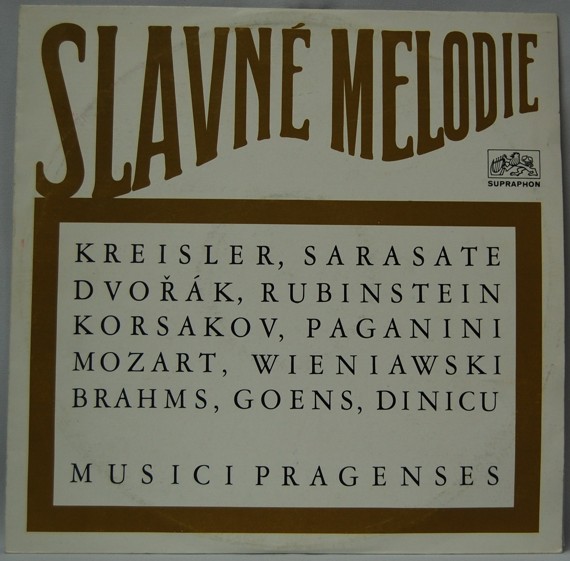 SLAVNÉ MELODIE
SUPRAPHON
KREISLER, SARASATE
DVOŘÁK, RUBINSTEIN
KORSAKOV, PAGANINI
MOZART, WIENIAWSKI
BRAHMS, GOENS, DINICU
MUSICI PRAGENSES